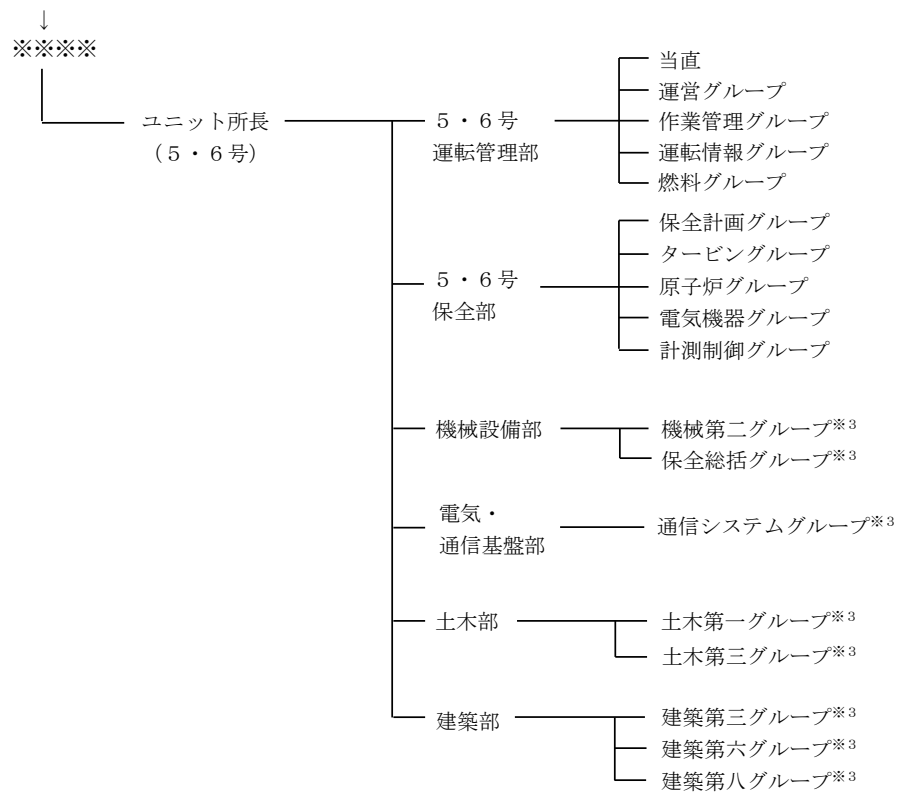 ↓
※※※※
ユニット所長
（５・６号）
５・６号
運転管理部
当直
運営グループ
作業管理グループ
運転情報グループ
燃料グループ
５・６号
保全部
保全計画グループ
タービングループ
原子炉グループ
電気機器グループ
計測制御グループ
機械設備部
機械第二グループ※3
保全総括グループ※3
電気・
通信基盤部
通信システムグループ※3
土木部
土木第一グループ※3
土木第三グループ※3
建築部
建築第三グループ※3
建築第六グループ※3
建築第八グループ※3